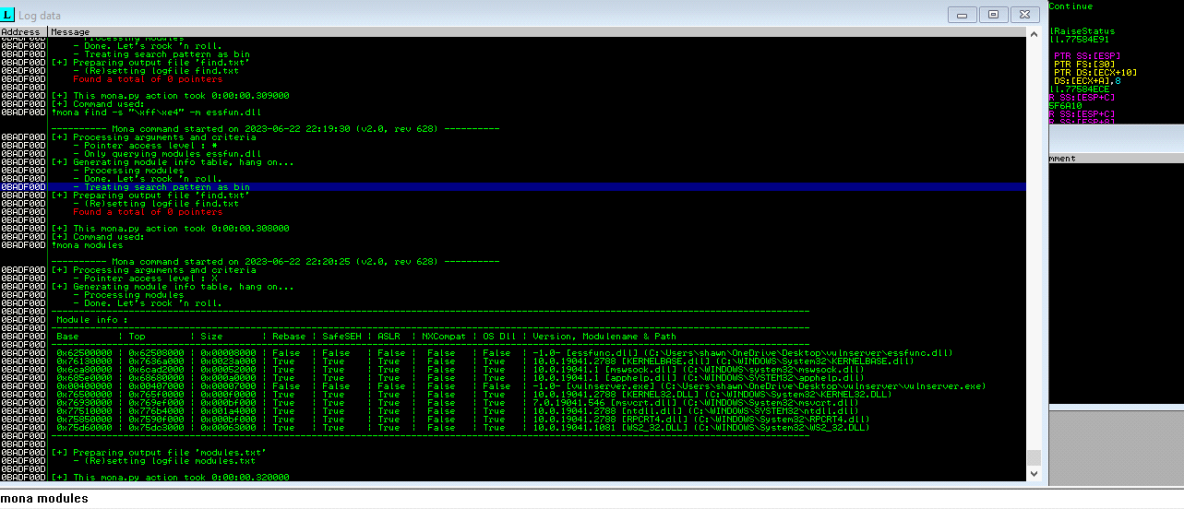 Log data
Address Message
0BADF00D - Processing modules
0BADF00D - Done. Let's rock 'n roll.
0BADF00D - Treating search pattern as bin
0BADF00D [+] Preparing output file 'find.txt'
0BADF00D - (Re)setting logfile find.txt
0BADF00D Found a total of 0 pointers
0BADF00D
0BADF00D [+] This mona.py action took 0:00:00.309000
0BADF00D [+] Command used:
0BADF00D !mona find -s "\xff\xe4" -m essfun.dll
---------- Mona command started on 2023-06-22 22:19:30 (v2.0, rev 628) ----------
0BADF00D [+] Processing arguments and criteria
0BADF00D - Pointer access level : *
0BADF00D - Only querying modules essfun.dll
0BADF00D [+] Generating module info table, hang on...
0BADF00D - Processing modules
0BADF00D - Done. Let's rock 'n roll.
0BADF00D - Treating search pattern as bin
0BADF00D [+] Preparing output file 'find.txt'
0BADF00D - (Re)setting logfile find.txt
0BADF00D Found a total of 0 pointers
0BADF00D
0BADF00D [+] This mona.py action took 0:00:00.308000
0BADF00D [+] Command used:
0BADF00D !mona modules
---------- Mona command started on 2023-06-22 22:20:25 (v2.0, rev 628) ----------
0BADF00D [+] Processing arguments and criteria
0BADF00D - Pointer access level : X
0BADF00D [+] Generating module info table, hang on...
0BADF00D - Processing modules
0BADF00D - Done. Let's rock 'n roll.
0BADF00D
0BADF00D Module info :
0BADF00D
0BADF00D Base | Top | Size | Rebase | SafeSEH | ASLR | NXCompat | OS Dll | Version, Modulename & Path
0BADF00D
0BADF00D 0x62500000 | 0x62508000 | 0x00008000 | False | False | False | False | False | -1.0- [essfunc.dll] (C:\Users\shawn\OneDrive\Desktop\vulnserver\essfunc.dll)
0BADF00D 0x76130000 | 0x7636a000 | 0x0023a000 | True | True | True | False | True | 10.0.19041.2788 [KERNELBASE.dll] (C:\WINDOWS\System32\KERNELBASE.dll)
0BADF00D 0x6ca80000 | 0x6cad2000 | 0x00052000 | True | True | True | False | True | 10.0.19041.1 [mswsock.dll] (C:\WINDOWS\system32\mswsock.dll)
0BADF00D 0x685e0000 | 0x68680000 | 0x000a0000 | True | True | True | False | True | 10.0.19041.1 [apphelp.dll] (C:\WINDOWS\SYSTEM32\apphelp.dll)
0BADF00D 0x00400000 | 0x00407000 | 0x00007000 | False | False | False | False | False | -1.0- [vulnserver.exe] (C:\Users\shawn\OneDrive\Desktop\vulnserver\vulnserver.exe)
0BADF00D 0x76500000 | 0x765f0000 | 0x000f0000 | True | True | True | False | True | 10.0.19041.2788 [KERNEL32.DLL] (C:\WINDOWS\System32\KERNEL32.DLL)
0BADF00D 0x76930000 | 0x769ef000 | 0x000bf000 | True | True | True | False | True | 7.0.19041.546 [msvcrt.dll] (C:\WINDOWS\System32\msvcrt.dll)
0BADF00D 0x77510000 | 0x776b4000 | 0x001a4000 | True | True | True | False | True | 10.0.19041.2788 [ntdll.dll] (C:\WINDOWS\SYSTEM32\ntdll.dll)
0BADF00D 0x75850000 | 0x7590f000 | 0x000bf000 | True | True | True | False | True | 10.0.19041.2788 [RPCRT4.dll] (C:\WINDOWS\System32\RPCRT4.dll)
0BADF00D 0x75d60000 | 0x75dc3000 | 0x00063000 | True | True | True | False | True | 10.0.19041.1081 [WS2_32.DLL] (C:\WINDOWS\System32\WS2_32.DLL)
0BADF00D
0BADF00D
0BADF00D [+] Preparing output file 'modules.txt'
0BADF00D - (Re)setting logfile modules.txt
0BADF00D
0BADF00D [+] This mona.py action took 0:00:00.320000
mona modules
Continue
lRaiseStatus
ll.77584E91
PTR SS:[ESP]
PTR FS:[30]
PTR DS:[ECX+10]
DS:[ECX+A],8
ll.77584ECE
R SS:[ESP+C]
5F6A10
R SS:[ESP+C]
R SS:[ESP+8]
mment